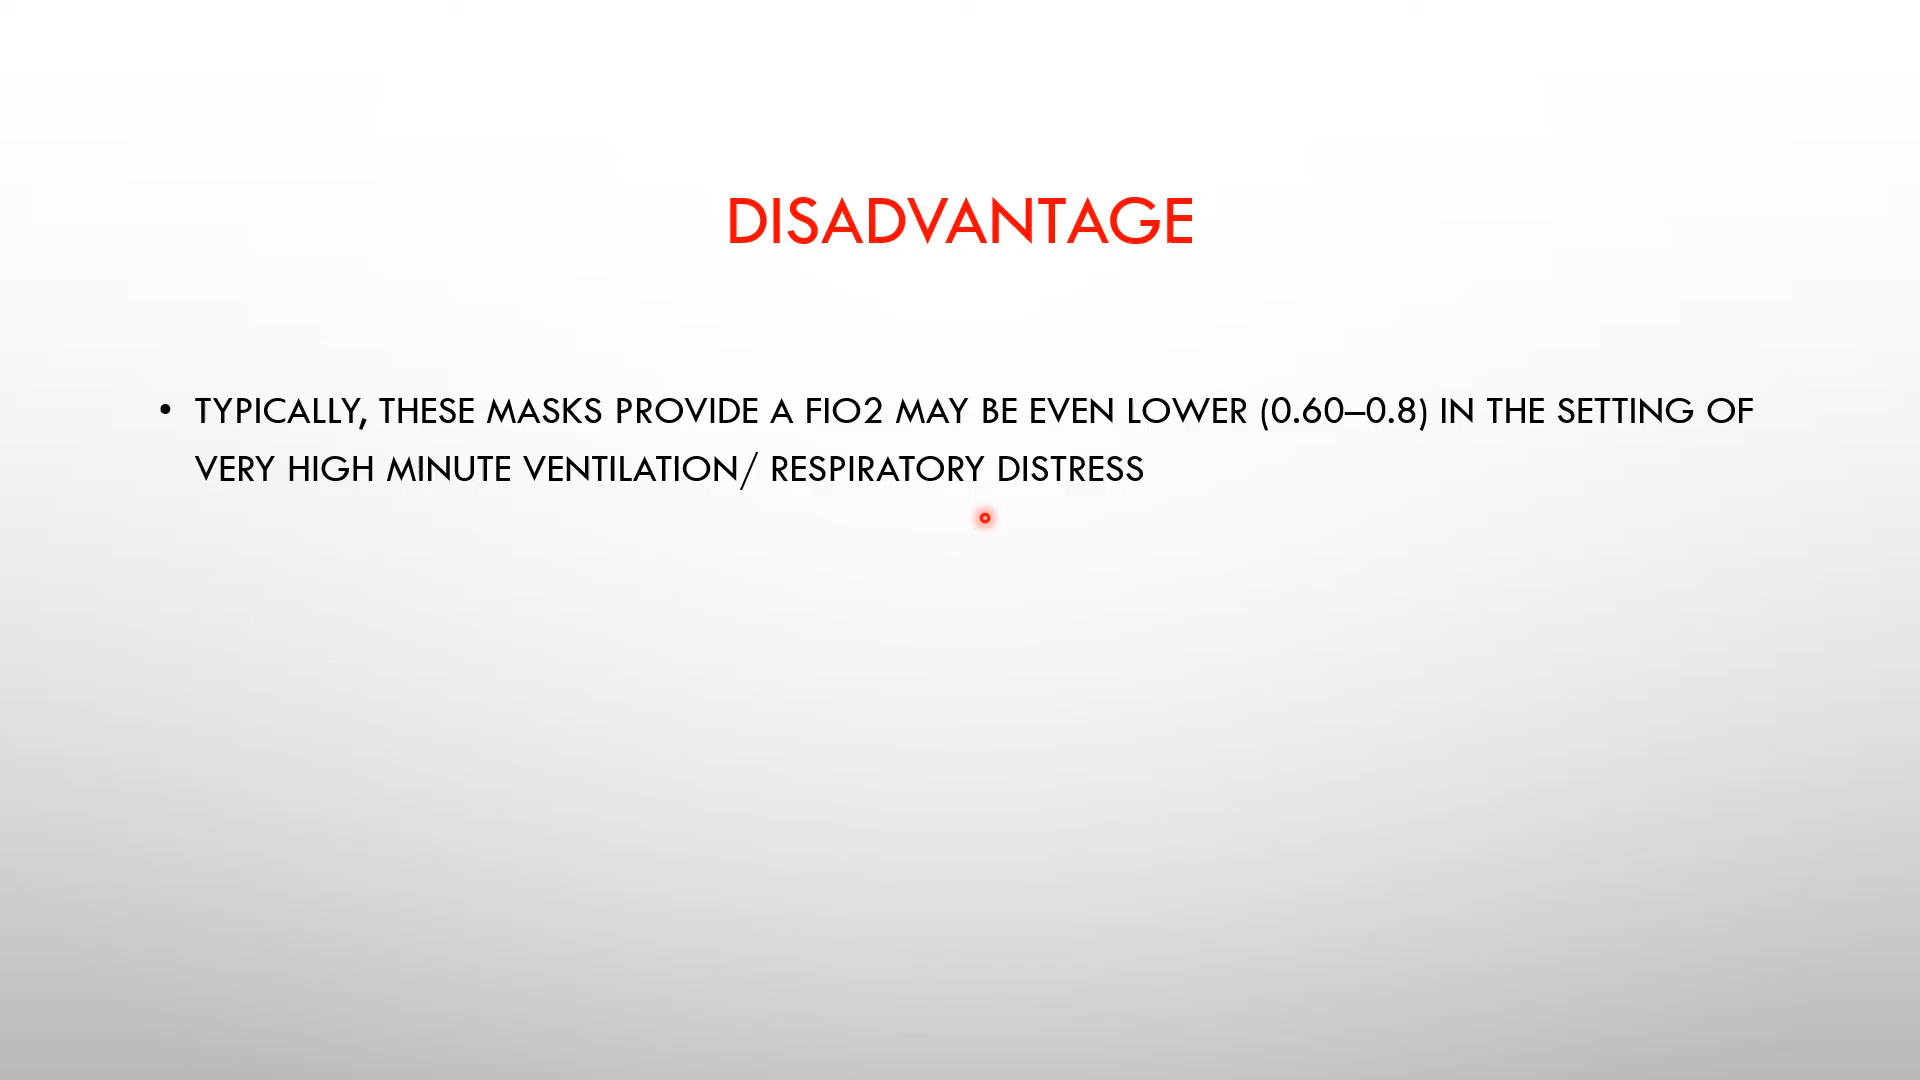 DISADVANTAGE
• TYPICALLY, THESE MASKS PROVIDE A FIO2 MAY BE EVEN LOWER (0.60–0.8) IN THE SETTING OF
VERY HIGH MINUTE VENTILATION/ RESPIRATORY DISTRESS